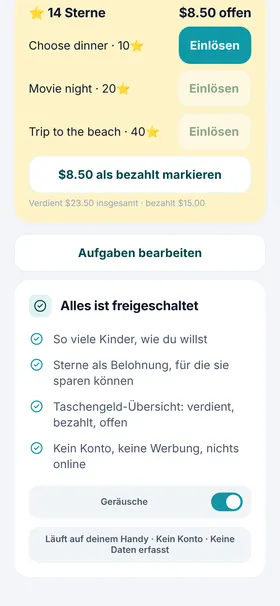 ⭐ 14 Sterne $8.50 offen
Choose dinner · 10⭐ Einlösen
Movie night · 20⭐ Einlösen
Trip to the beach · 40⭐ Einlösen
$8.50 als bezahlt markieren
Verdient $23.50 insgesamt · bezahlt $15.00
Aufgaben bearbeiten
Alles ist freigeschaltet
So viele Kinder, wie du willst
Sterne als Belohnung, für die sie
sparen können
Taschengeld-Übersicht: verdient,
bezahlt, offen
Kein Konto, keine Werbung, nichts
online
Geräusche
Läuft auf deinem Handy · Kein Konto · Keine
Daten erfasst